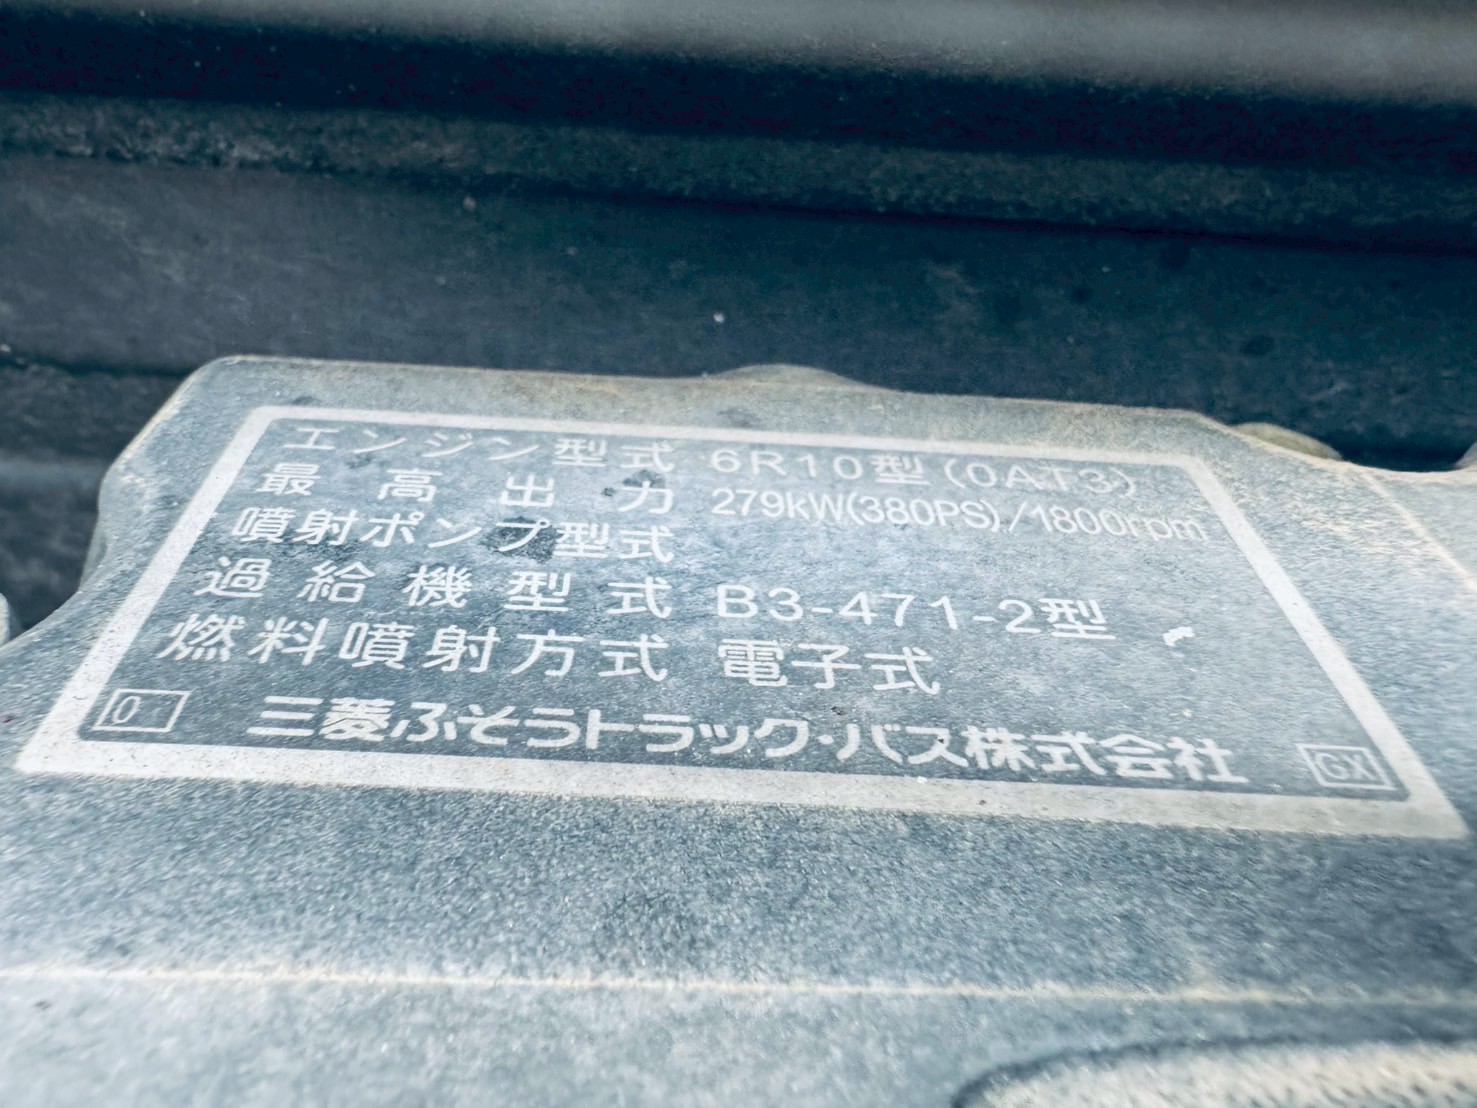 エンジン型式 6R10型(0AT3)
最高出力 279kW(380PS)/1800rpm
噴射ポンプ型式
過給機型式 B3-471-2型
燃料噴射方式 電子式
0 三菱ふそうトラック・バス株式会社 GX